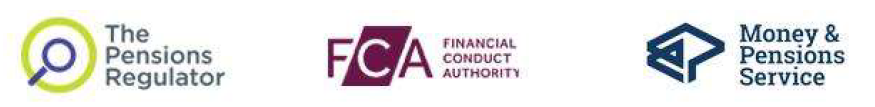 The
Pensions
Regulator
FCA
FINANCIAL
CONDUCT
AUTHORITY
Money &
Pensions
Service